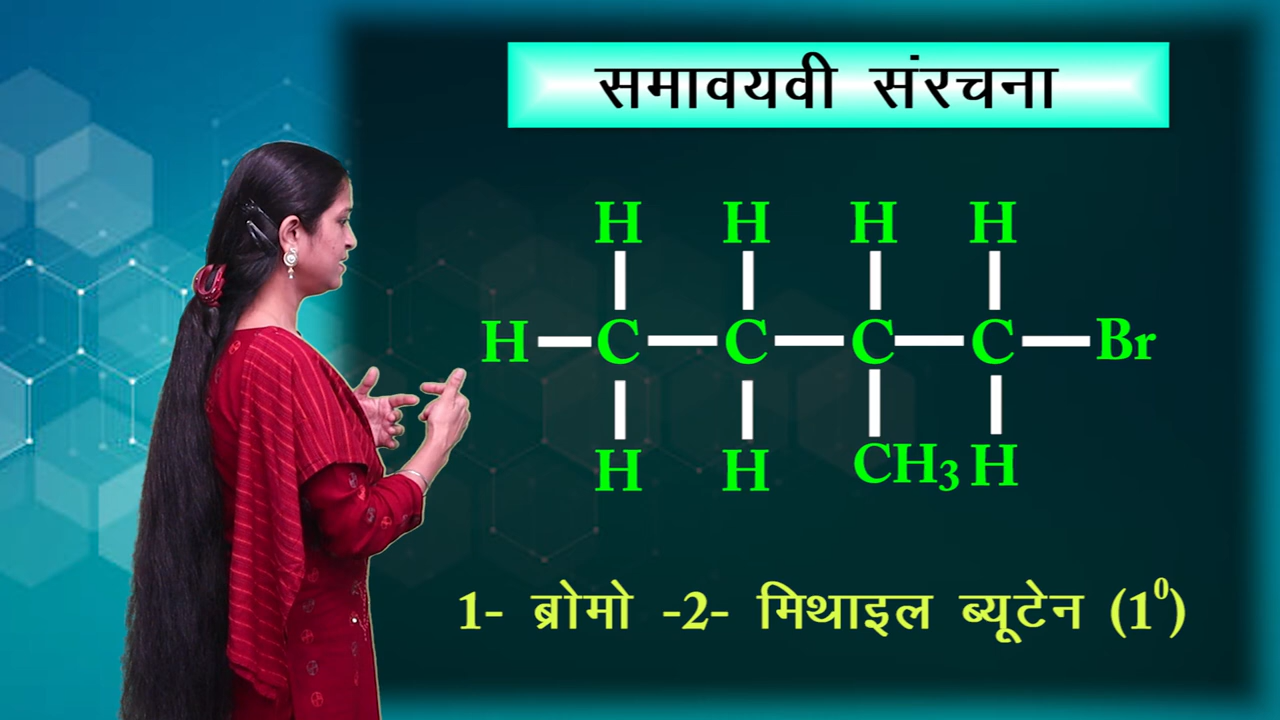 समावयवी संरचना
H H H H
H C C C C Br
H H CH3 H
1- ब्रोमो -2- मिथाइल ब्यूटेन (1⁰)